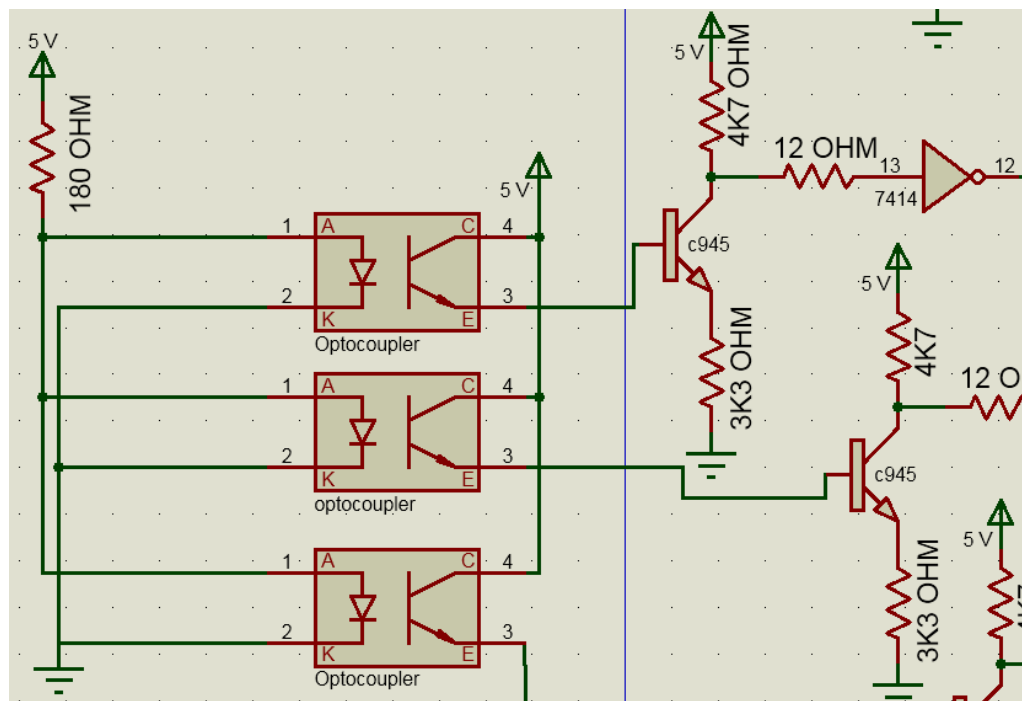 5 V
180 OHM
5 V
1
A
C
4
2
K
E
3
Optocoupler
1
A
C
4
2
K
E
3
optocoupler
1
A
C
4
2
K
E
3
Optocoupler
5 V
4K7 OHM
12 OHM
13
7414
12
c945
3K3 OHM
5 V
4K7
12 O
c945
3K3 OHM
5 V